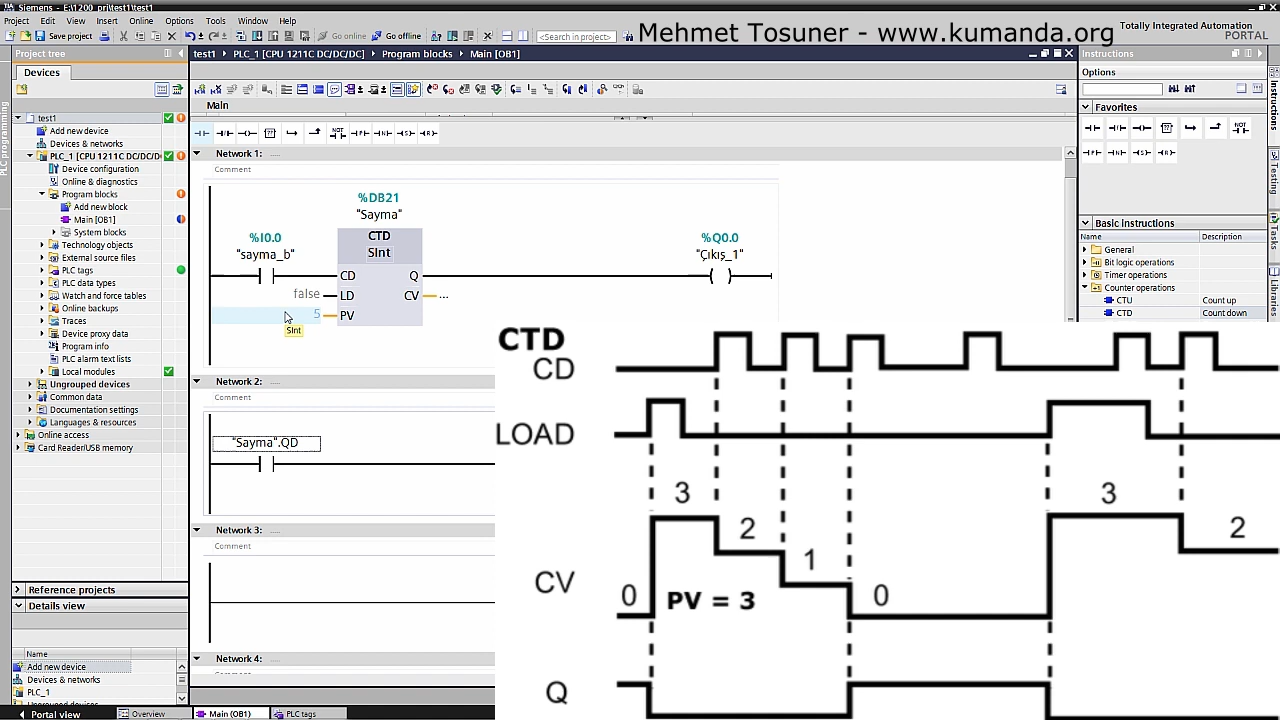 Siemens - E:\1200_prj\test1\test1
Mehmet Tosuner - www.kumanda.org
Project Edit View Insert Online Options Tools Window Help
Totally Integrated Automation
PORTAL
Save project
Go online
Go offline
<Search in project>
Project tree
test1 PLC_1 [CPU 1211C DC/DC/DC] Program blocks Main [OB1]
Instructions
Devices
Options
PLC programming
Main
Favorites
test1
Add new device
Devices & networks
PLC_1 [CPU 1211C DC/DC/D
Device configuration
Online & diagnostics
Program blocks
Add new block
Main [OB1]
System blocks
Technology objects
External source files
PLC tags
PLC data types
Watch and force tables
Online backups
Traces
Device proxy data
Program info
PLC alarm text lists
Local modules
Ungrouped devices
Common data
Documentation settings
Languages & resources
Online access
Card Reader/USB memory
Network 1: .....
Comment
%DB21
"Sayma"
%I0.0
"sayma_b"
CTD
SInt
%Q0.0
"Çıkış_1"
CD
Q
false
LD
CV
...
5
PV
SInt
Network 2: .....
Comment
"Sayma".QD
Network 3: .....
Comment
Network 4: .....
Basic instructions
Name
Description
General
Bit logic operations
Timer operations
Counter operations
CTU
Count up
CTD
Count down
Instructions
Testing
Tasks
Libraries
CTD
CD
LOAD
3
3
2
2
1
CV
0
PV = 3
0
Q
Reference projects
Details view
Name
Add new device
Devices & networks
PLC_1
Portal view
Overview
Main (OB1)
PLC tags